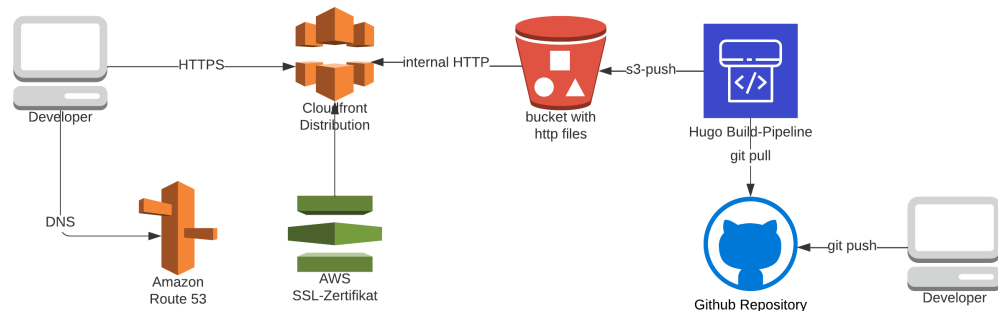 HTTPS
internal HTTP
s3-push
Developer
Cloudfront
Distribution
bucket with
http files
Hugo Build-Pipeline
git pull
DNS
git push
Amazon
Route 53
AWS
SSL-Zertifikat
Github Repository
Developer